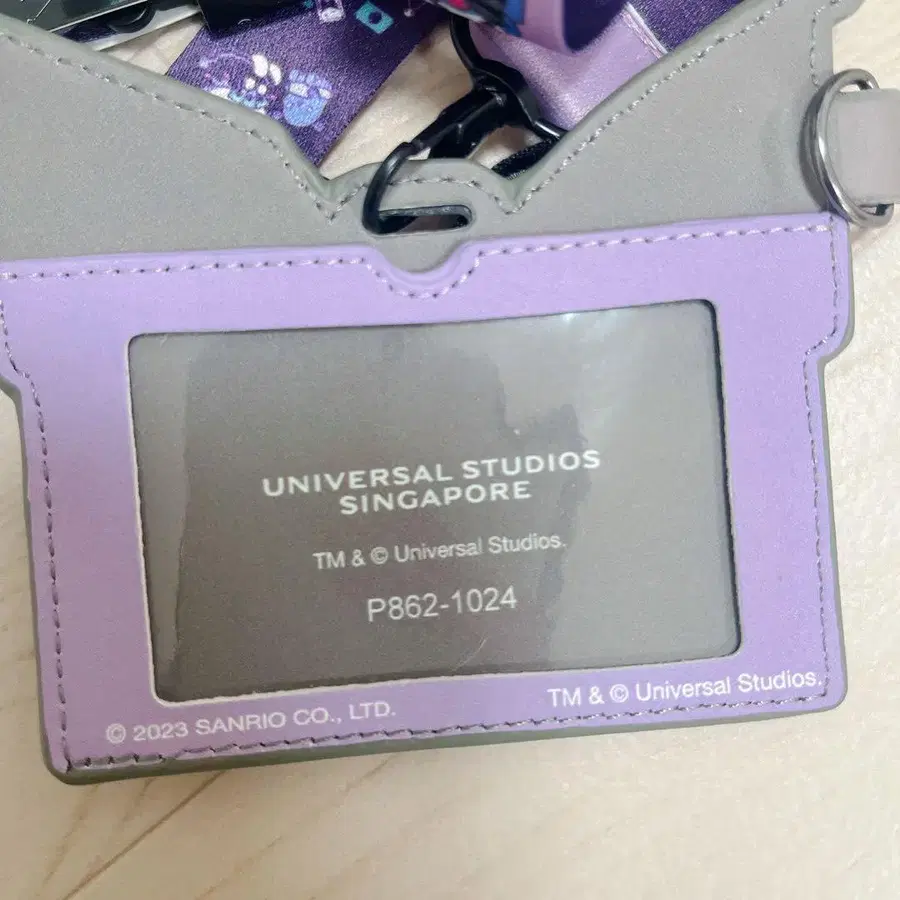 UNIVERSAL STUDIOS
SINGAPORE
TM & © Universal Studios.
P862-1024
© 2023 SANRIO CO., LTD.
TM & © Universal Studios.